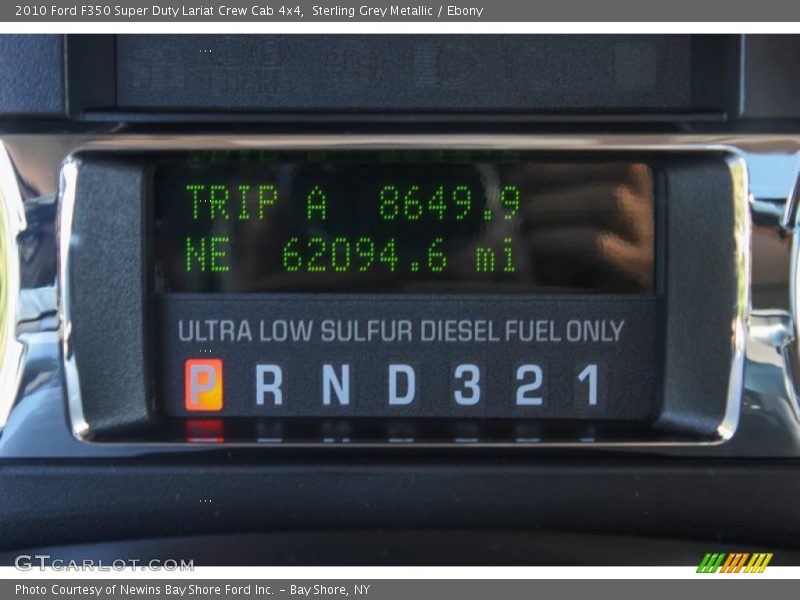 2010 Ford F350 Super Duty Lariat Crew Cab 4x4, Sterling Grey Metallic / Ebony
TRIP A 8649.9
NE 62094.6 mi
ULTRA LOW SULFUR DIESEL FUEL ONLY
P R N D 3 2 1
GTCARLOT.COM
Photo Courtesy of Newins Bay Shore Ford Inc. - Bay Shore, NY